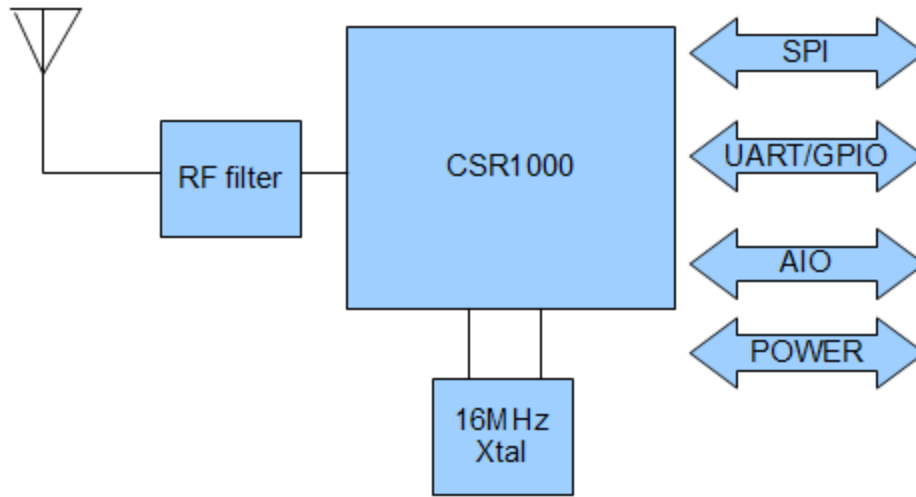 SPI
UART/GPIO
RF filter
CSR1000
AIO
POWER
16MHz
Xtal